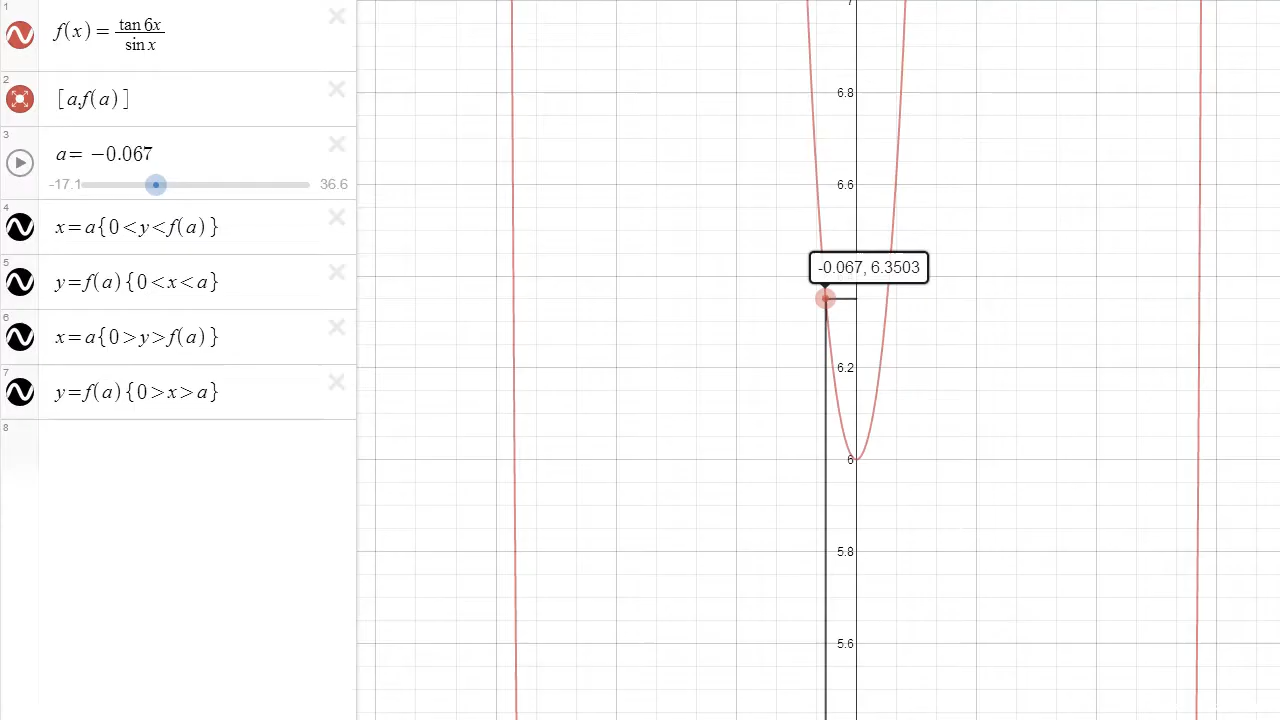 1
f(x) = tan 6x / sin x
2
[a,f(a)]
3
a = −0.067
-17.1
36.6
4
x = a{0 < y < f(a)}
5
y = f(a){0 < x < a}
6
x = a{0 > y > f(a)}
7
y = f(a){0 > x > a}
8
7
6.8
6.6
-0.067, 6.3503
6.2
6
5.8
5.6